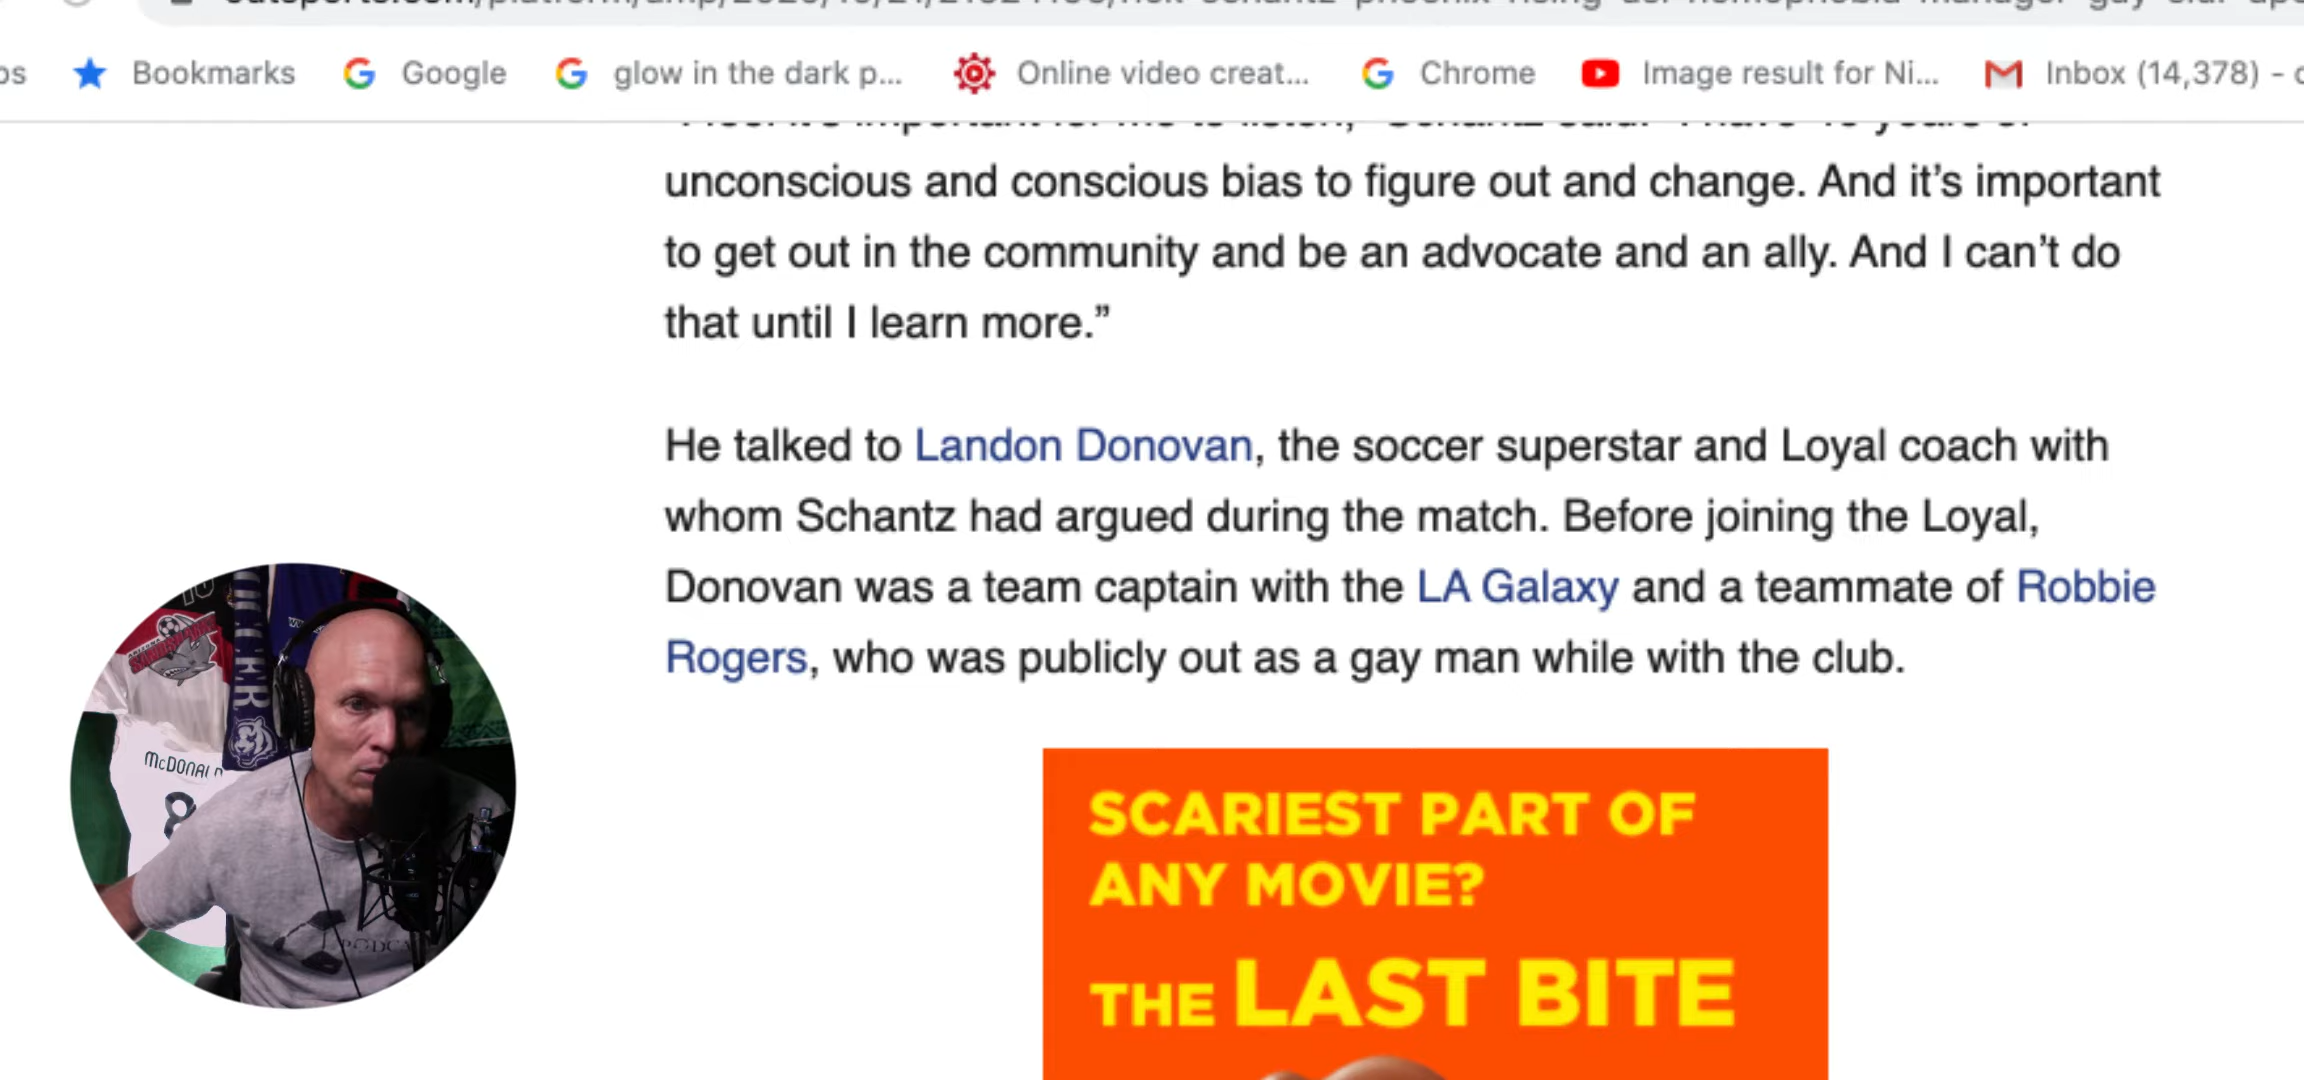 Bookmarks
Google
glow in the dark p...
Online video creat...
Chrome
Image result for Ni...
Inbox (14,378) –
unconscious and conscious bias to figure out and change. And it's important
to get out in the community and be an advocate and an ally. And I can't do
that until I learn more.”
He talked to Landon Donovan, the soccer superstar and Loyal coach with
whom Schantz had argued during the match. Before joining the Loyal,
Donovan was a team captain with the LA Galaxy and a teammate of Robbie
Rogers, who was publicly out as a gay man while with the club.
McDONAL
8
SCARIEST PART OF
ANY MOVIE?
THE LAST BITE